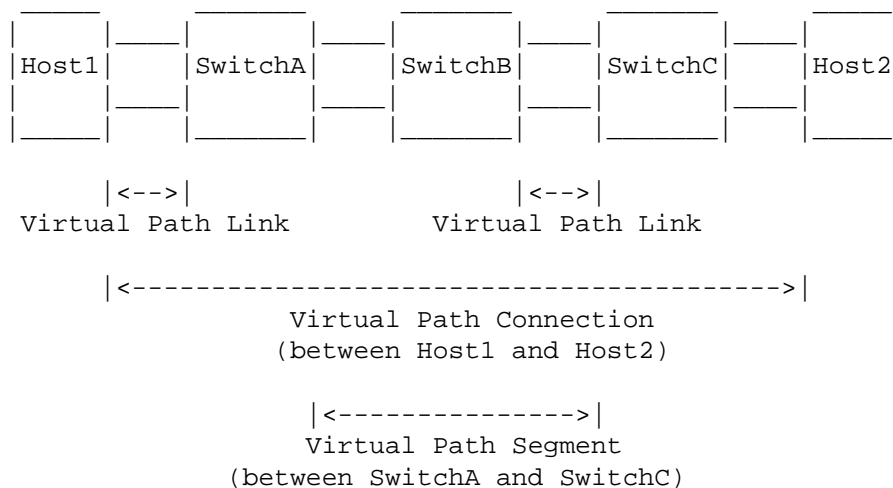 Host1 SwitchA SwitchB SwitchC Host2
|<-->| |<-->|
Virtual Path Link Virtual Path Link
|<----------------------------------------->|
Virtual Path Connection
(between Host1 and Host2)
|<--------------->|
Virtual Path Segment
(between SwitchA and SwitchC)